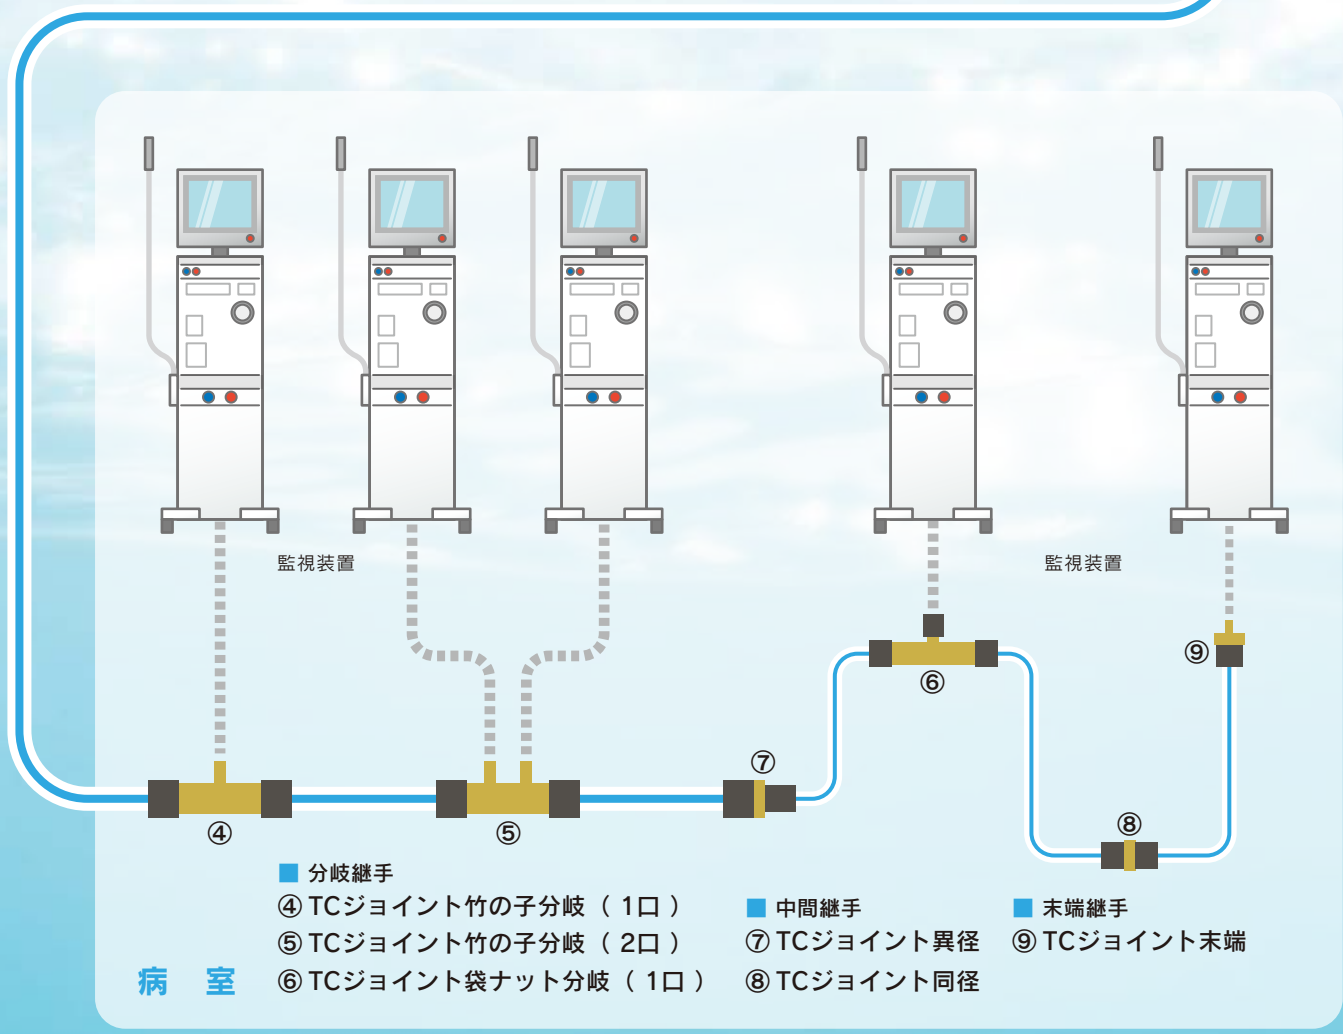 監視装置
監視装置
⑨
⑥
⑦
⑧
④
⑤
■ 分岐継手
④ TCジョイント竹の子分岐（ 1口 ）
⑤ TCジョイント竹の子分岐（ 2口 ）
⑥ TCジョイント袋ナット分岐（ 1口 ）
■ 中間継手
⑦ TCジョイント異径
⑧ TCジョイント同径
■ 末端継手
⑨ TCジョイント末端
病　室